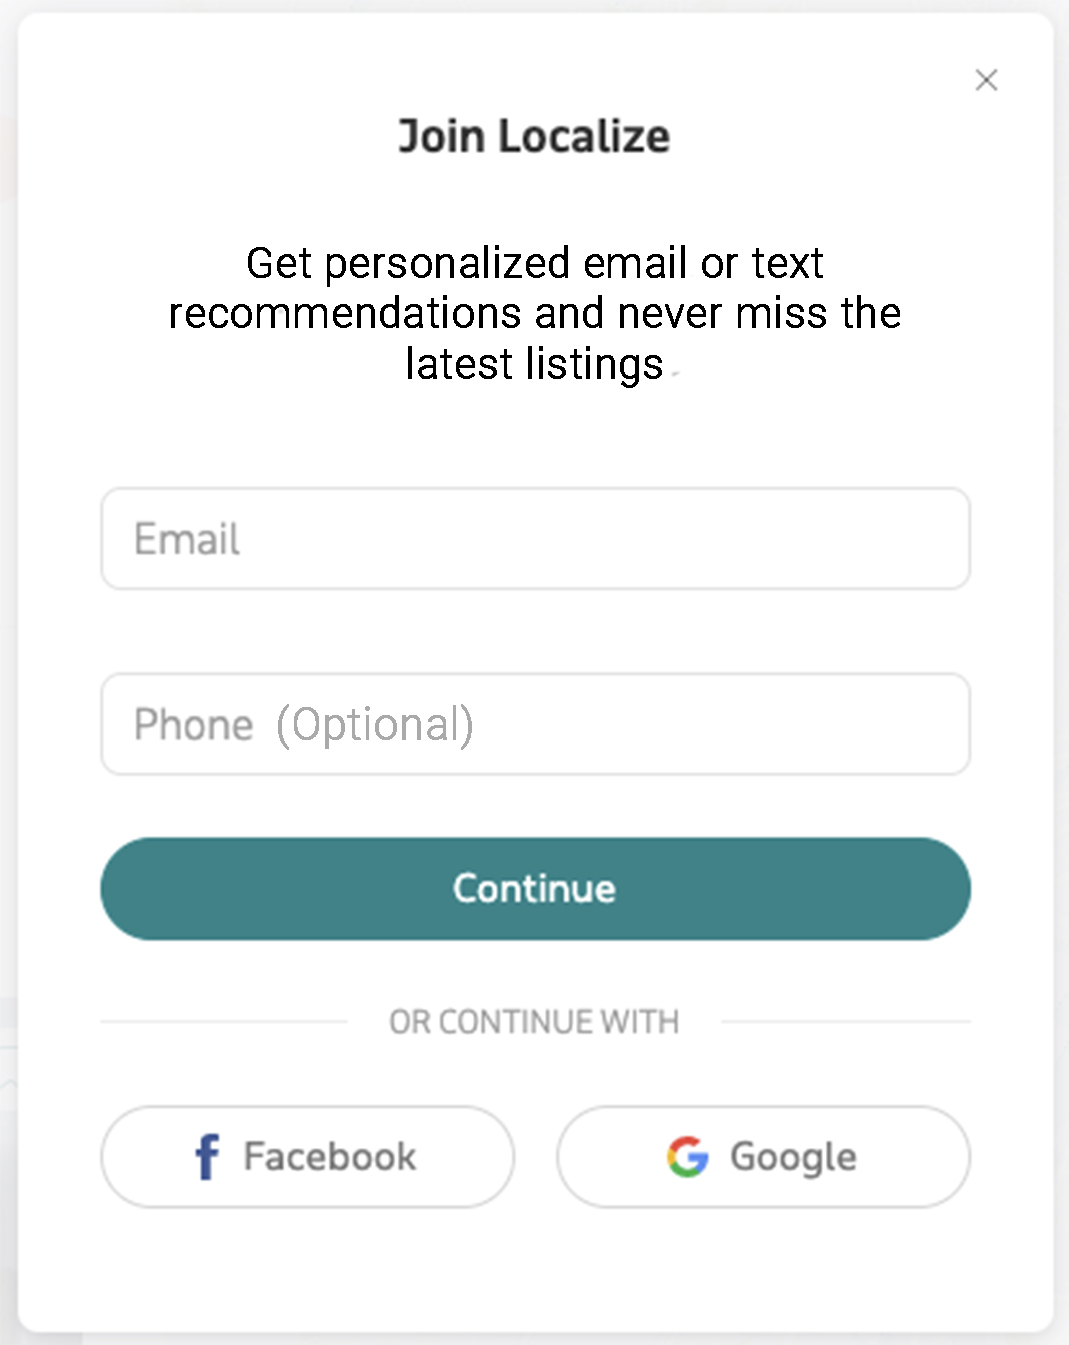 Join Localize
Get personalized email or text
recommendations and never miss the
latest listings
Email
Phone (Optional)
Continue
OR CONTINUE WITH
Facebook
Google